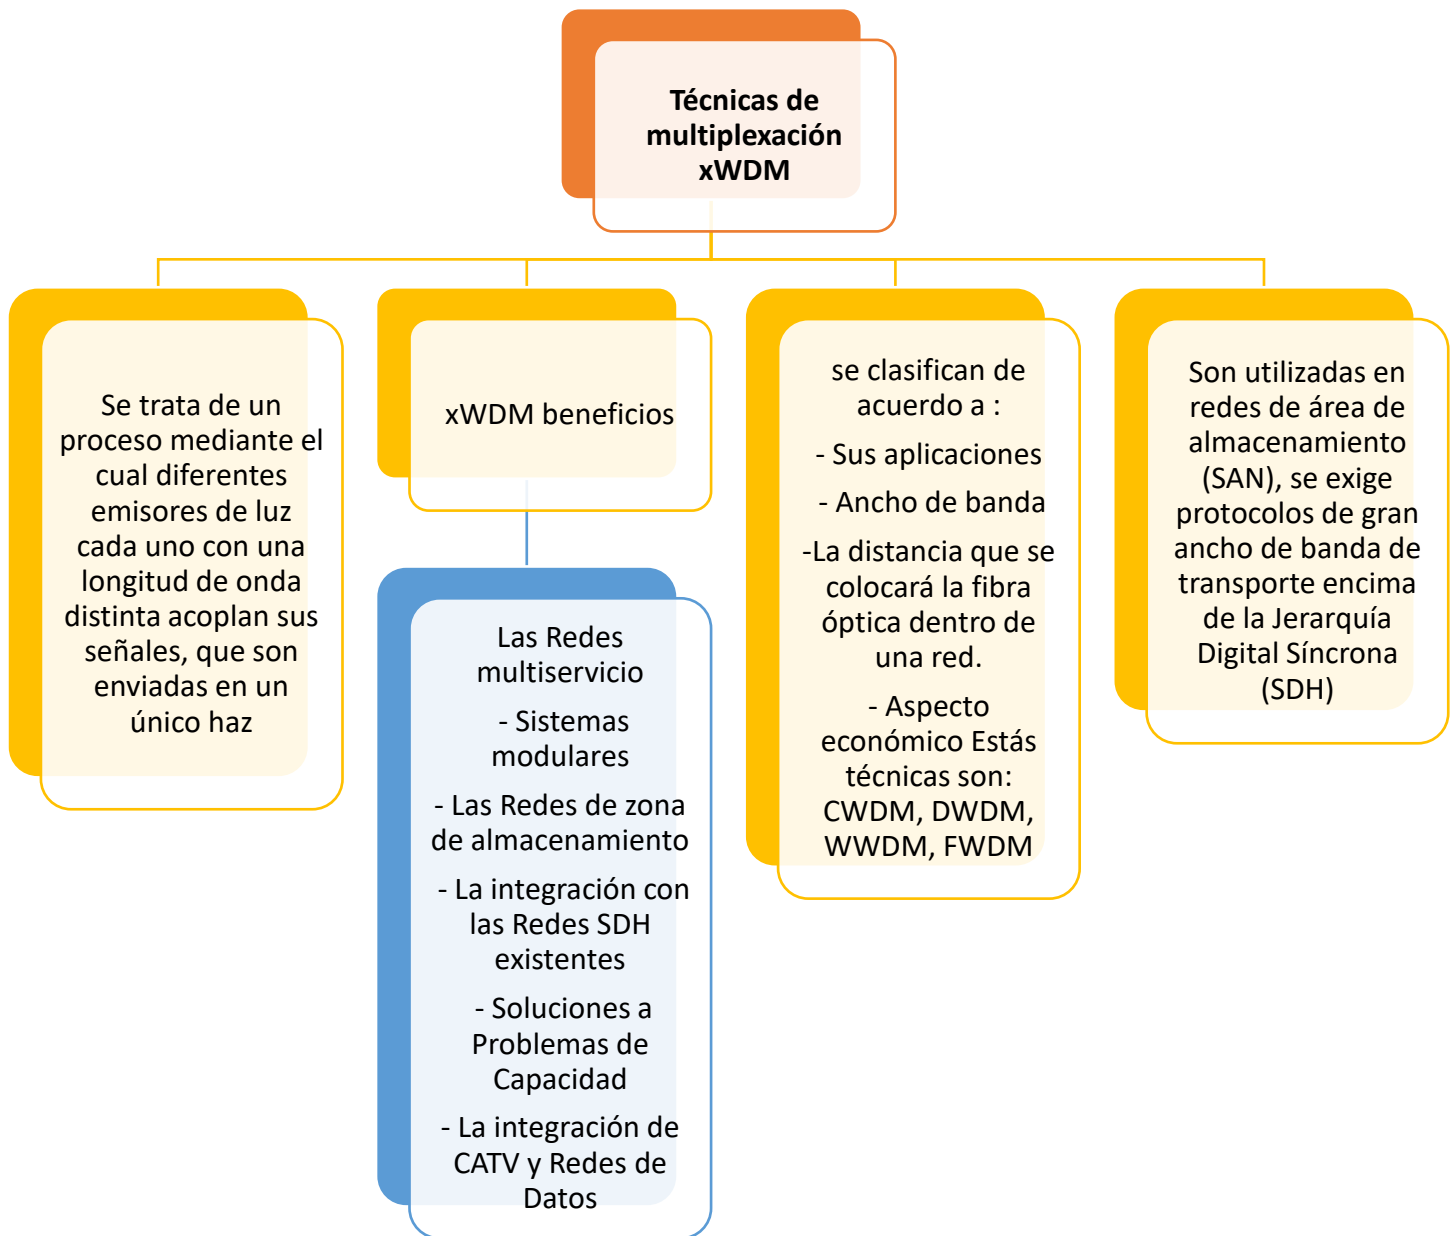 Técnicas de
multiplexación
xWDM
Se trata de un
proceso mediante el
cual diferentes
emisores de luz
cada uno con una
longitud de onda
distinta acoplan sus
señales, que son
enviadas en un
único haz
xWDM beneficios
Las Redes
multiservicio
- Sistemas
modulares
- Las Redes de zona
de almacenamiento
- La integración con
las Redes SDH
existentes
- Soluciones a
Problemas de
Capacidad
- La integración de
CATV y Redes de
Datos
se clasifican de
acuerdo a :
- Sus aplicaciones
- Ancho de banda
-La distancia que se
colocará la fibra
óptica dentro de
una red.
- Aspecto
económico Estás
técnicas son:
CWDM, DWDM,
WWDM, FWDM
Son utilizadas en
redes de área de
almacenamiento
(SAN), se exige
protocolos de gran
ancho de banda de
transporte encima
de la Jerarquía
Digital Síncrona
(SDH)